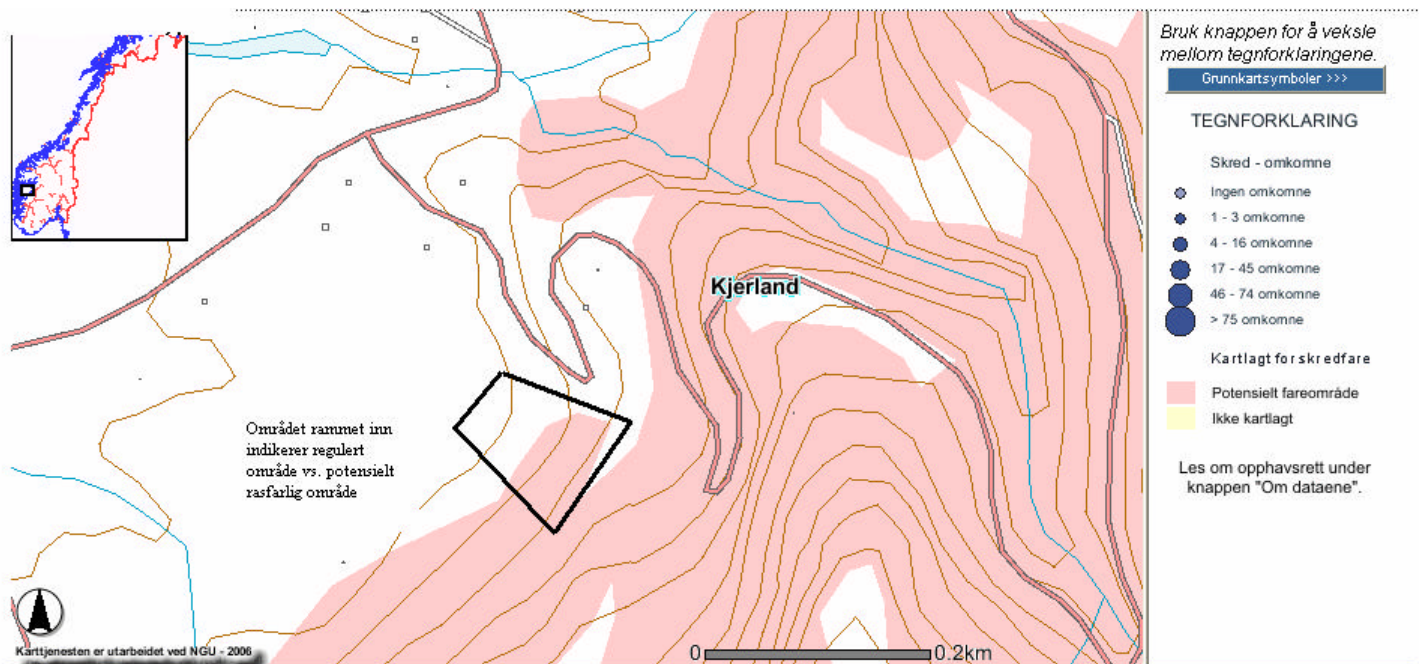 Bruk knappen for å veksle
mellom tegnforklaringene.
Grunnkartsymboler >>>
TEGNFORKLARING
Skred - omkomne
Ingen omkomne
1 - 3 omkomne
4 - 16 omkomne
17 - 45 omkomne
46 - 74 omkomne
> 75 omkomne
Kartlagt for skredfare
Potensielt fareområde
Ikke kartlagt
Les om opphavsrett under
knappen "Om dataene".
Kjerland
Området rammet inn
indikerer regulert
område vs. potensielt
rasfarlig område
Karttjenesten er utarbeidet ved NGU - 2006
0 0.2km